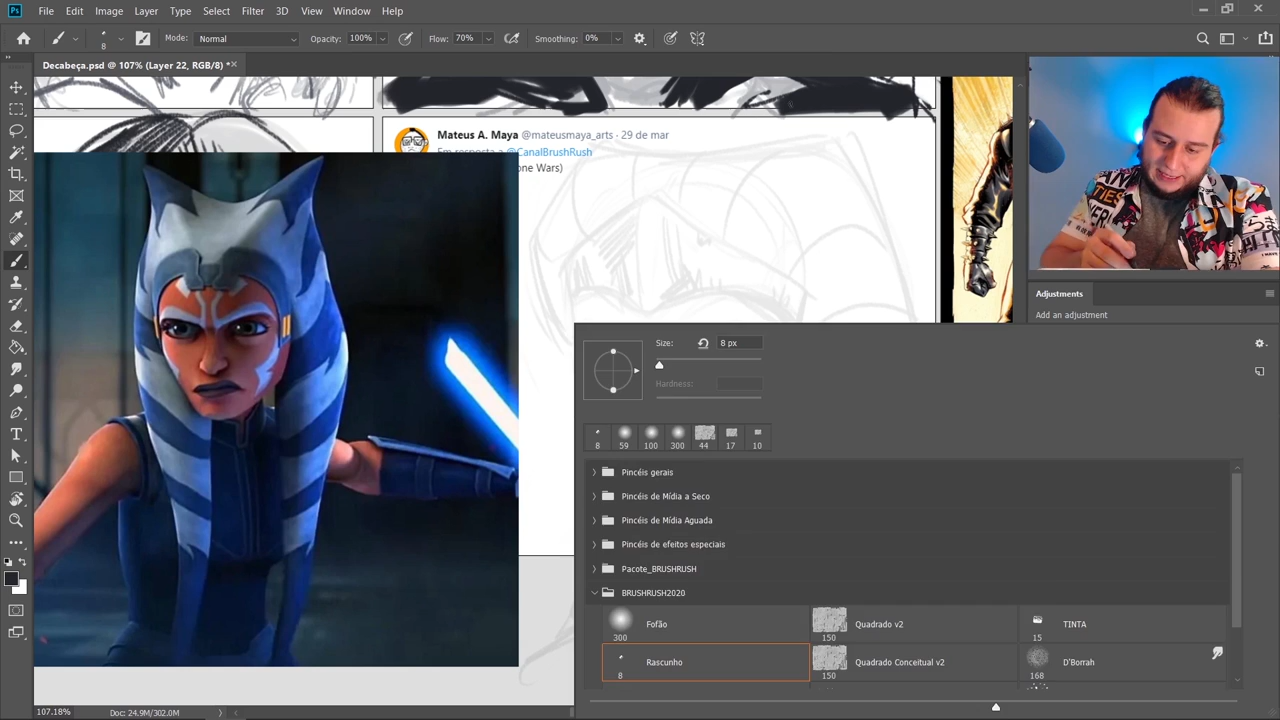 Ps File Edit Image Layer Type Select Filter 3D View Window Help
8 Mode: Normal Opacity: 100% Flow: 70% Smoothing: 0%
Decabeça.psd @ 107% (Layer 22, RGB/8) *
Mateus A. Maya @mateusmaya_arts · 29 de mar
Em resposta a @CanalBrushRush
one Wars)
Adjustments
Add an adjustment
Size: 8 px
Hardness:
8 59 100 300 44 17 10
Pincéis gerais
Pincéis de Mídia a Seco
Pincéis de Mídia Aguada
Pincéis de efeitos especiais
Pacote_BRUSHRUSH
BRUSHRUSH2020
300 Fofão 150 Quadrado v2 15 TINTA
8 Rascunho 150 Quadrado Conceitual v2 168 D'Borrah
107.18% Doc: 24.9M/302.0M